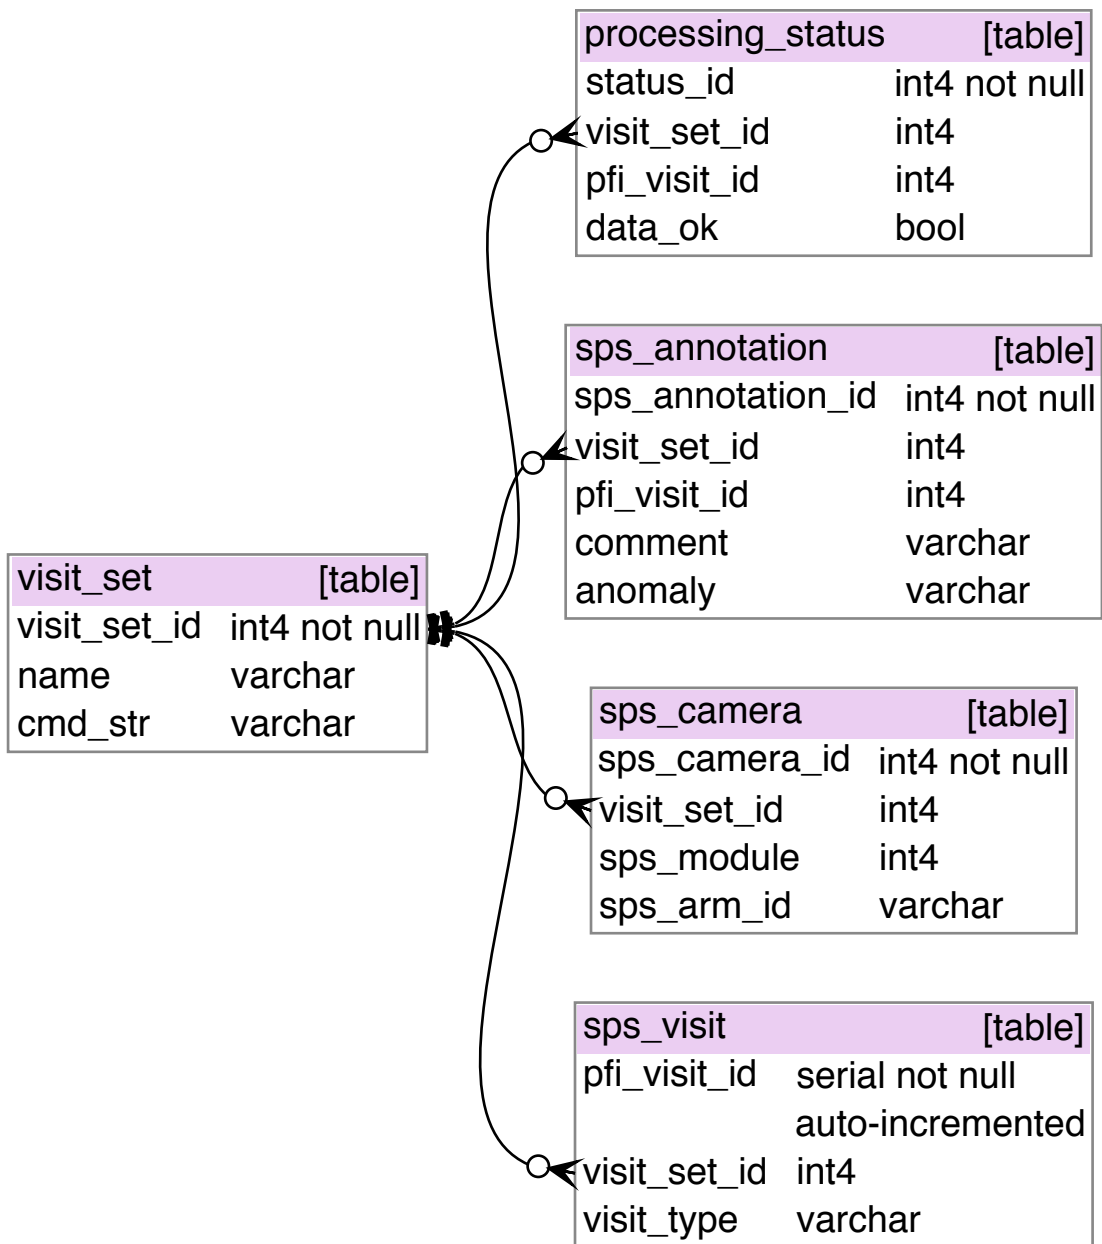 processing_status [table]
status_id int4 not null
visit_set_id int4
pfi_visit_id int4
data_ok bool
sps_annotation [table]
sps_annotation_id int4 not null
visit_set_id int4
pfi_visit_id int4
comment varchar
anomaly varchar
visit_set [table]
visit_set_id int4 not null
name varchar
cmd_str varchar
sps_camera [table]
sps_camera_id int4 not null
visit_set_id int4
sps_module int4
sps_arm_id varchar
sps_visit [table]
pfi_visit_id serial not null
auto-incremented
visit_set_id int4
visit_type varchar